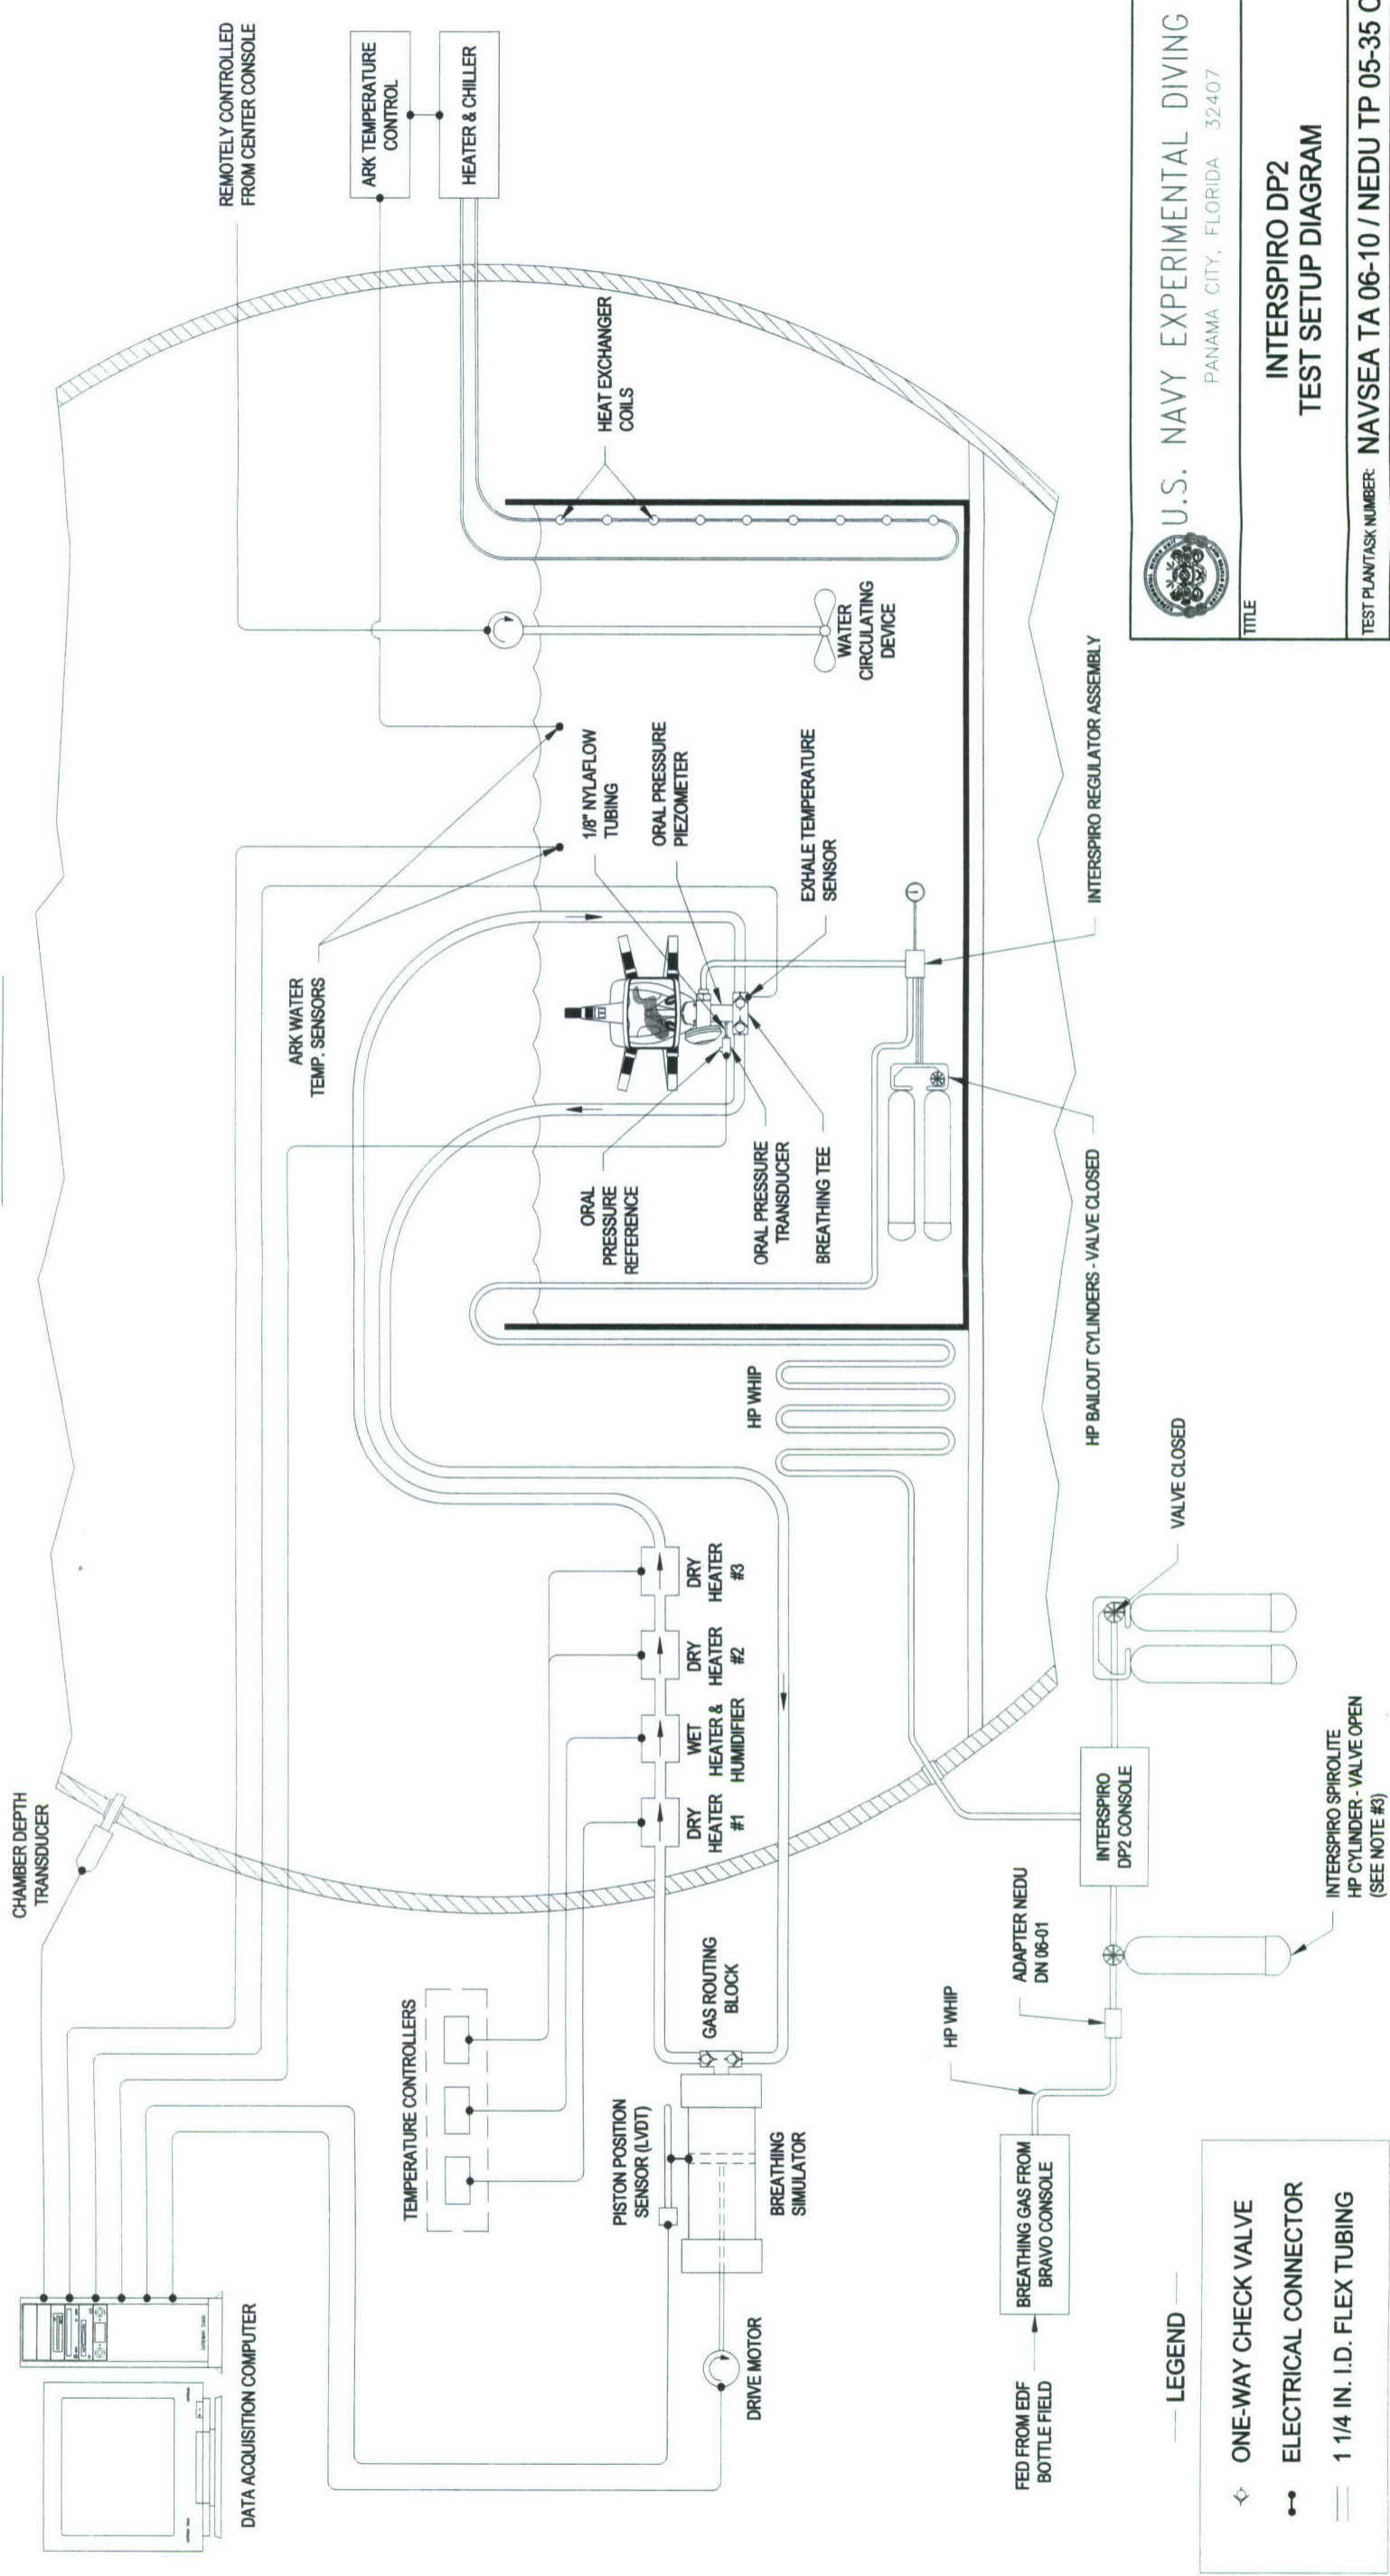 CHAMBER DEPTH
TRANSDUCER
DATA ACQUISITION COMPUTER
REMOTELY CONTROLLED
FROM CENTER CONSOLE
ARK TEMPERATURE
CONTROL
HEATER & CHILLER
HEAT EXCHANGER
COILS
WATER
CIRCULATING
DEVICE
ARK WATER
TEMP. SENSORS
1/8" NYLAFLOW
TUBING
ORAL PRESSURE
PIEZOMETER
EXHALE TEMPERATURE
SENSOR
ORAL
PRESSURE
REFERENCE
ORAL PRESSURE
TRANSDUCER
BREATHING TEE
INTERSPIRO REGULATOR ASSEMBLY
HP BAILOUT CYLINDERS - VALVE CLOSED
HP WHIP
TEMPERATURE CONTROLLERS
DRY
HEATER
#1
WET
HEATER &
HUMIDIFIER
DRY
HEATER
#2
DRY
HEATER
#3
GAS ROUTING
BLOCK
PISTON POSITION
SENSOR (LVDT)
BREATHING
SIMULATOR
DRIVE MOTOR
FED FROM EDF
BOTTLE FIELD
BREATHING GAS FROM
BRAVO CONSOLE
HP WHIP
ADAPTER NEDU
DN 06-01
INTERSPIRO
DP2 CONSOLE
VALVE CLOSED
INTERSPIRO SPIROLITE
HP CYLINDER - VALVE OPEN
(SEE NOTE #3)
LEGEND
ONE-WAY CHECK VALVE
ELECTRICAL CONNECTOR
1 1/4 IN. I.D. FLEX TUBING
U.S. NAVY EXPERIMENTAL DIVING
PANAMA CITY, FLORIDA 32407
TITLE
INTERSPIRO DP2
TEST SETUP DIAGRAM
TEST PLAN/TASK NUMBER: NAVSEA TA 06-10 / NEDU TP 05-35